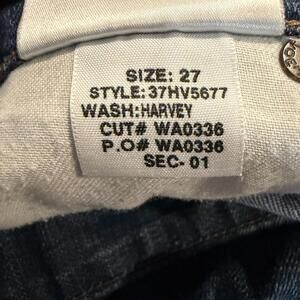 SIZE: 27
STYLE:37HV5677
WASH:HARVEY
CUT# WA0336
P.O# WA0336
SEC- 01